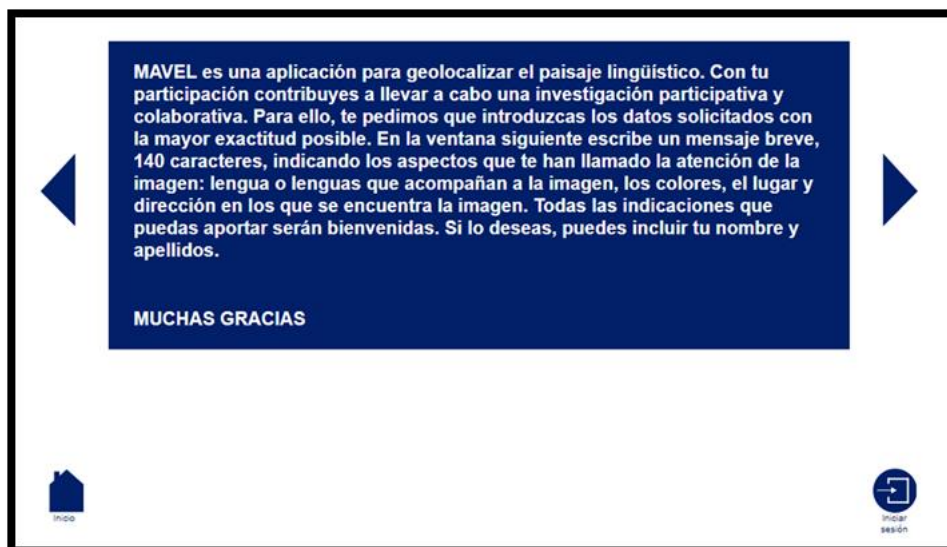 MAVEL es una aplicación para geolocalizar el paisaje lingüístico. Con tu
participación contribuyes a llevar a cabo una investigación participativa y
colaborativa. Para ello, te pedimos que introduzcas los datos solicitados con
la mayor exactitud posible. En la ventana siguiente escribe un mensaje breve,
140 caracteres, indicando los aspectos que te han llamado la atención de la
imagen: lengua o lenguas que acompañan a la imagen, los colores, el lugar y
dirección en los que se encuentra la imagen. Todas las indicaciones que
puedas aportar serán bienvenidas. Si lo deseas, puedes incluir tu nombre y
apellidos.
MUCHAS GRACIAS
Inicio
Iniciar
sesión